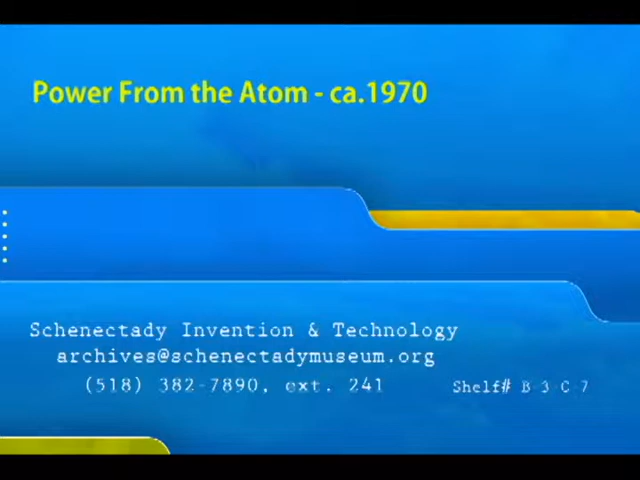 Power From the Atom - ca.1970
Schenectady Invention & Technology
archives@schenectadymuseum.org
(518) 382-7890, ext. 241
Shelf# B-3-C-7